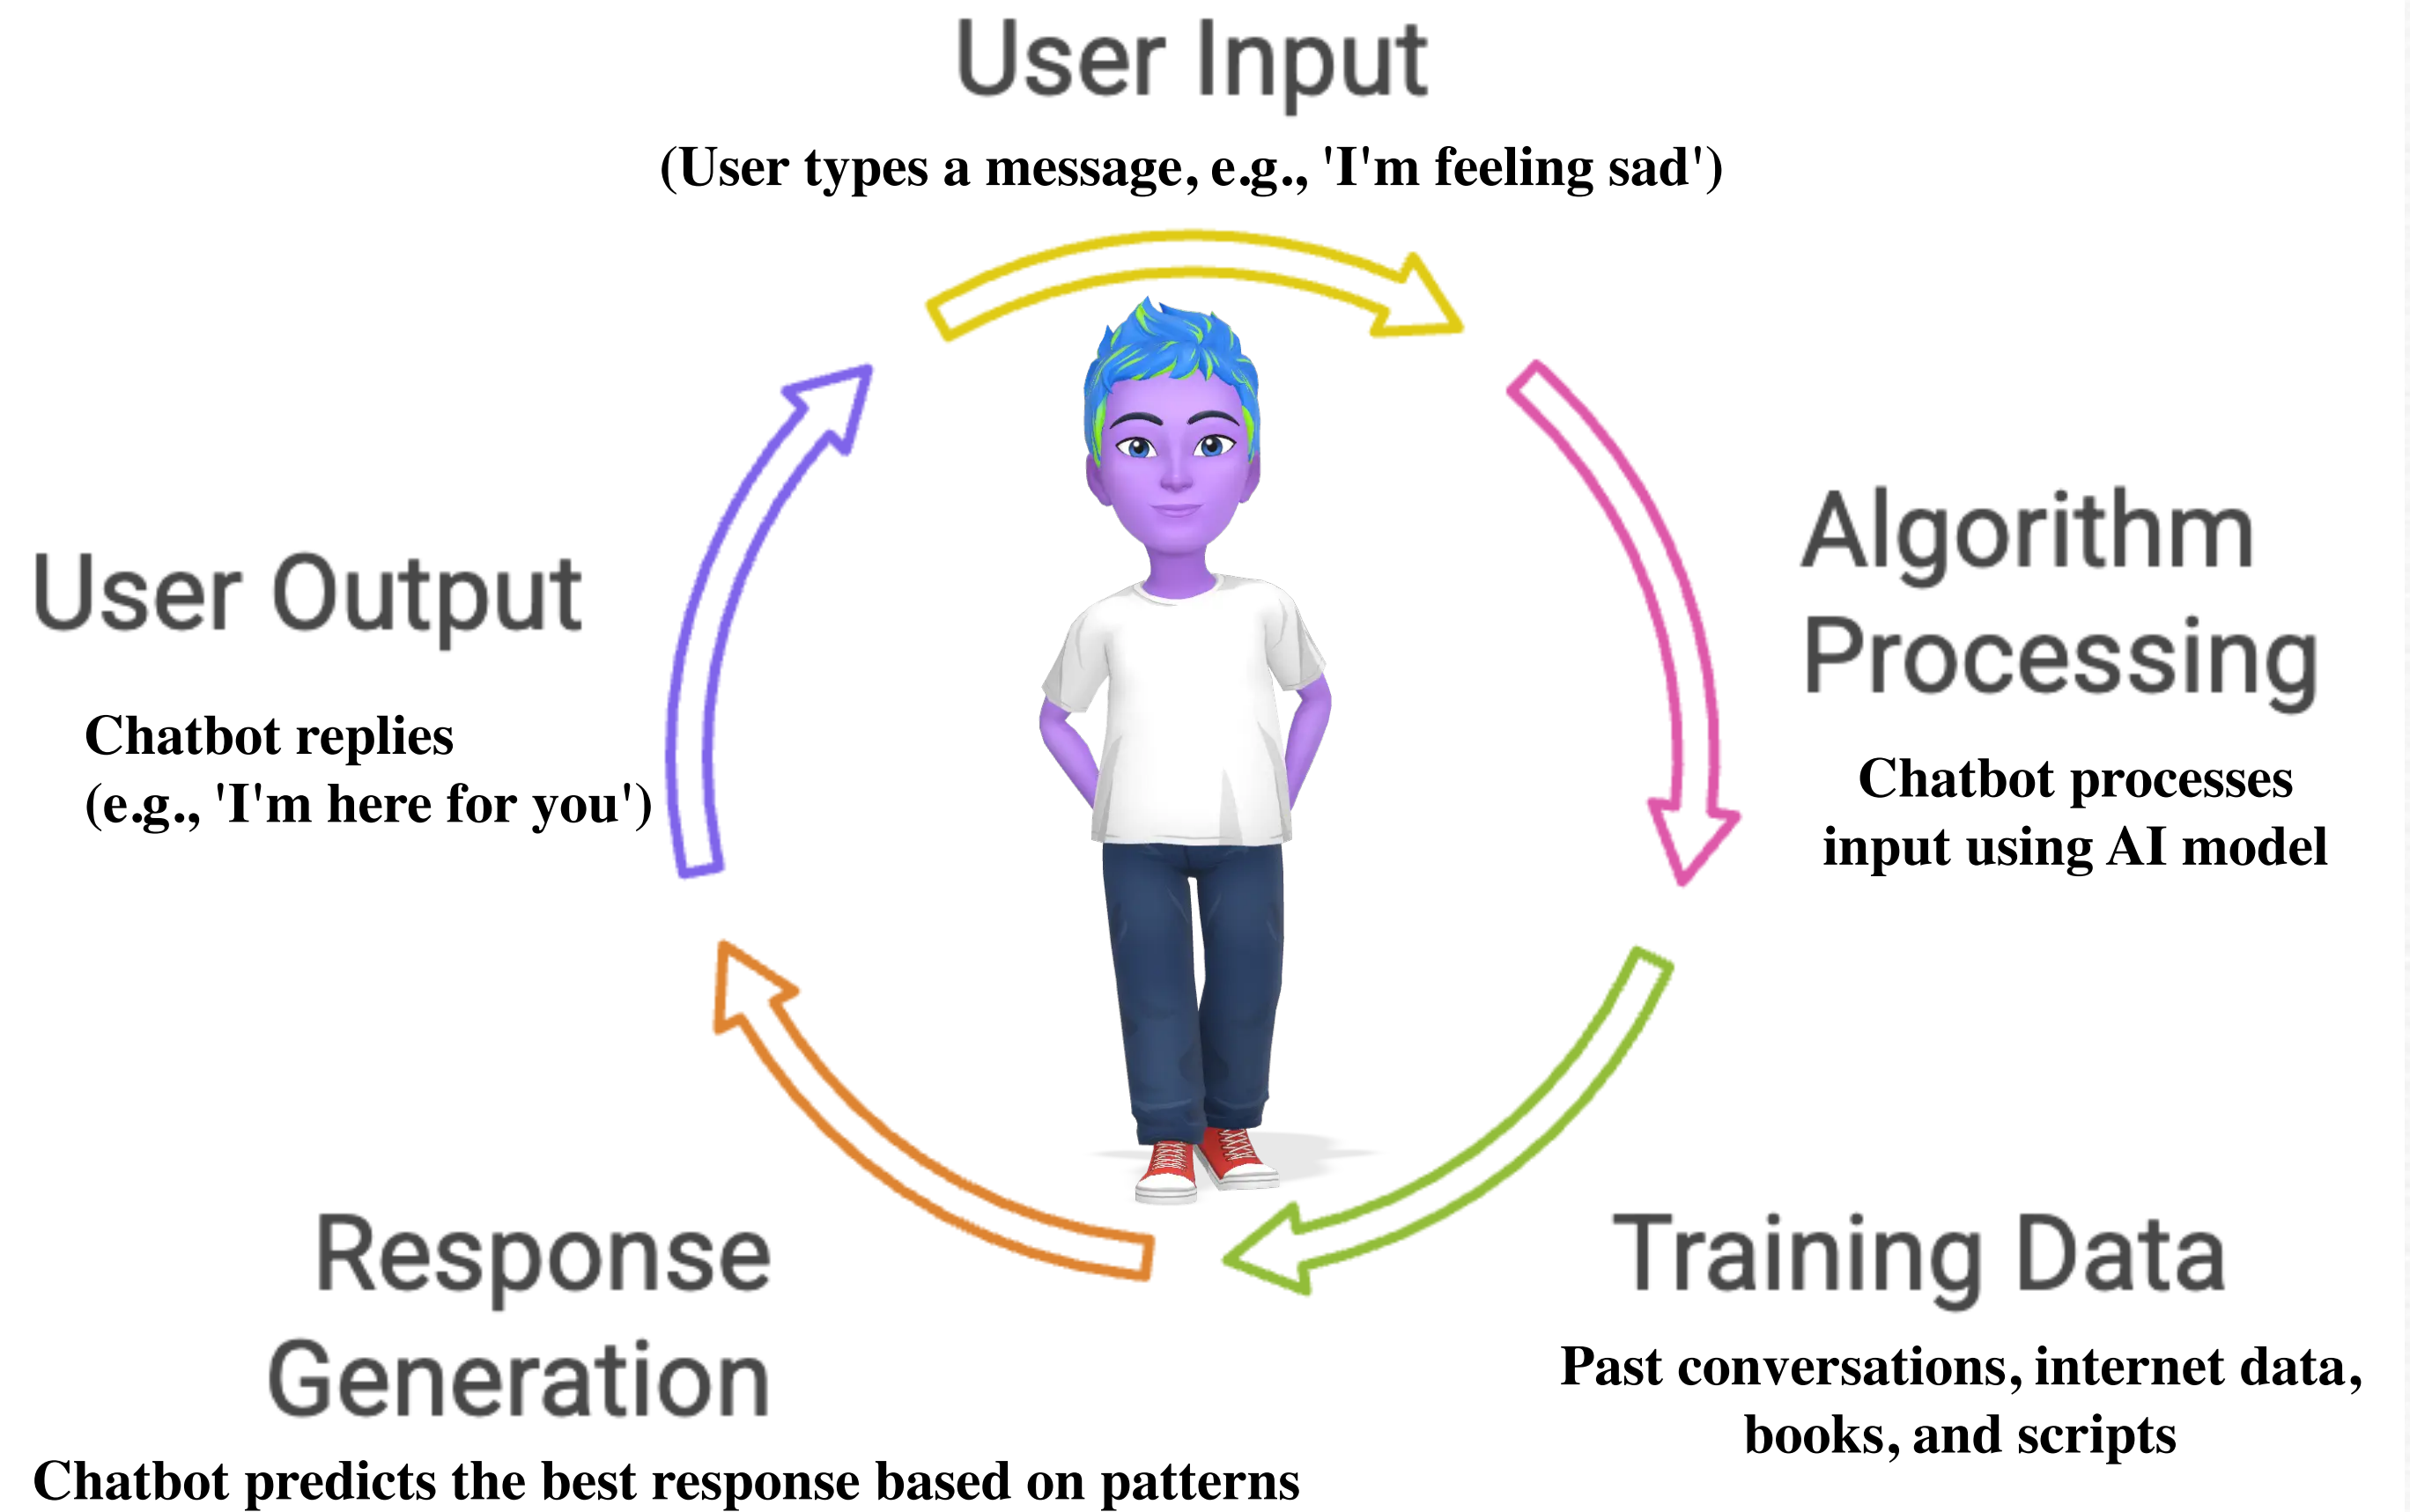 User Input
(User types a message, e.g., 'I'm feeling sad')
Algorithm
Processing
Chatbot processes
input using AI model
Training Data
Past conversations, internet data,
books, and scripts
Response
Generation
Chatbot predicts the best response based on patterns
User Output
Chatbot replies
(e.g., 'I'm here for you')